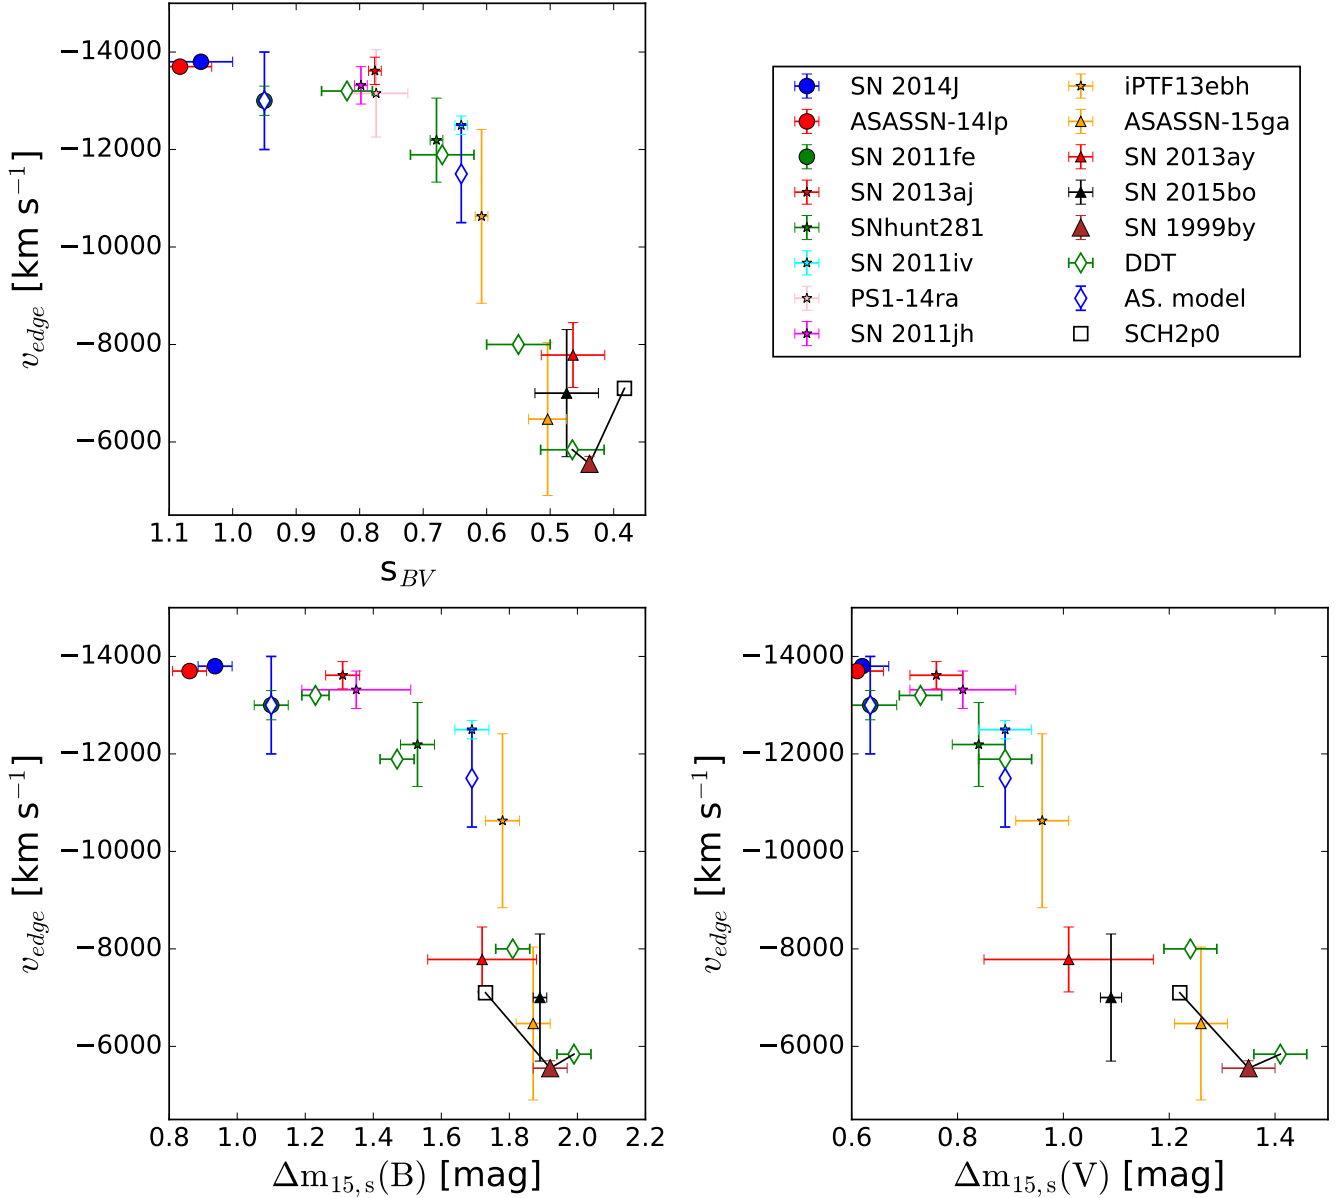 −14000
−12000
−10000
−8000
−6000
v_edge [km s⁻¹]
1.1 1.0 0.9 0.8 0.7 0.6 0.5 0.4
s_BV
SN 2014J
ASASSN-14lp
SN 2011fe
SN 2013aj
SNhunt281
SN 2011iv
PS1-14ra
SN 2011jh
iPTF13ebh
ASASSN-15ga
SN 2013ay
SN 2015bo
SN 1999by
DDT
AS. model
SCH2p0
−14000
−12000
−10000
−8000
−6000
v_edge [km s⁻¹]
0.8 1.0 1.2 1.4 1.6 1.8 2.0 2.2
Δm₁₅,ₛ(B) [mag]
−14000
−12000
−10000
−8000
−6000
v_edge [km s⁻¹]
0.6 0.8 1.0 1.2 1.4
Δm₁₅,ₛ(V) [mag]